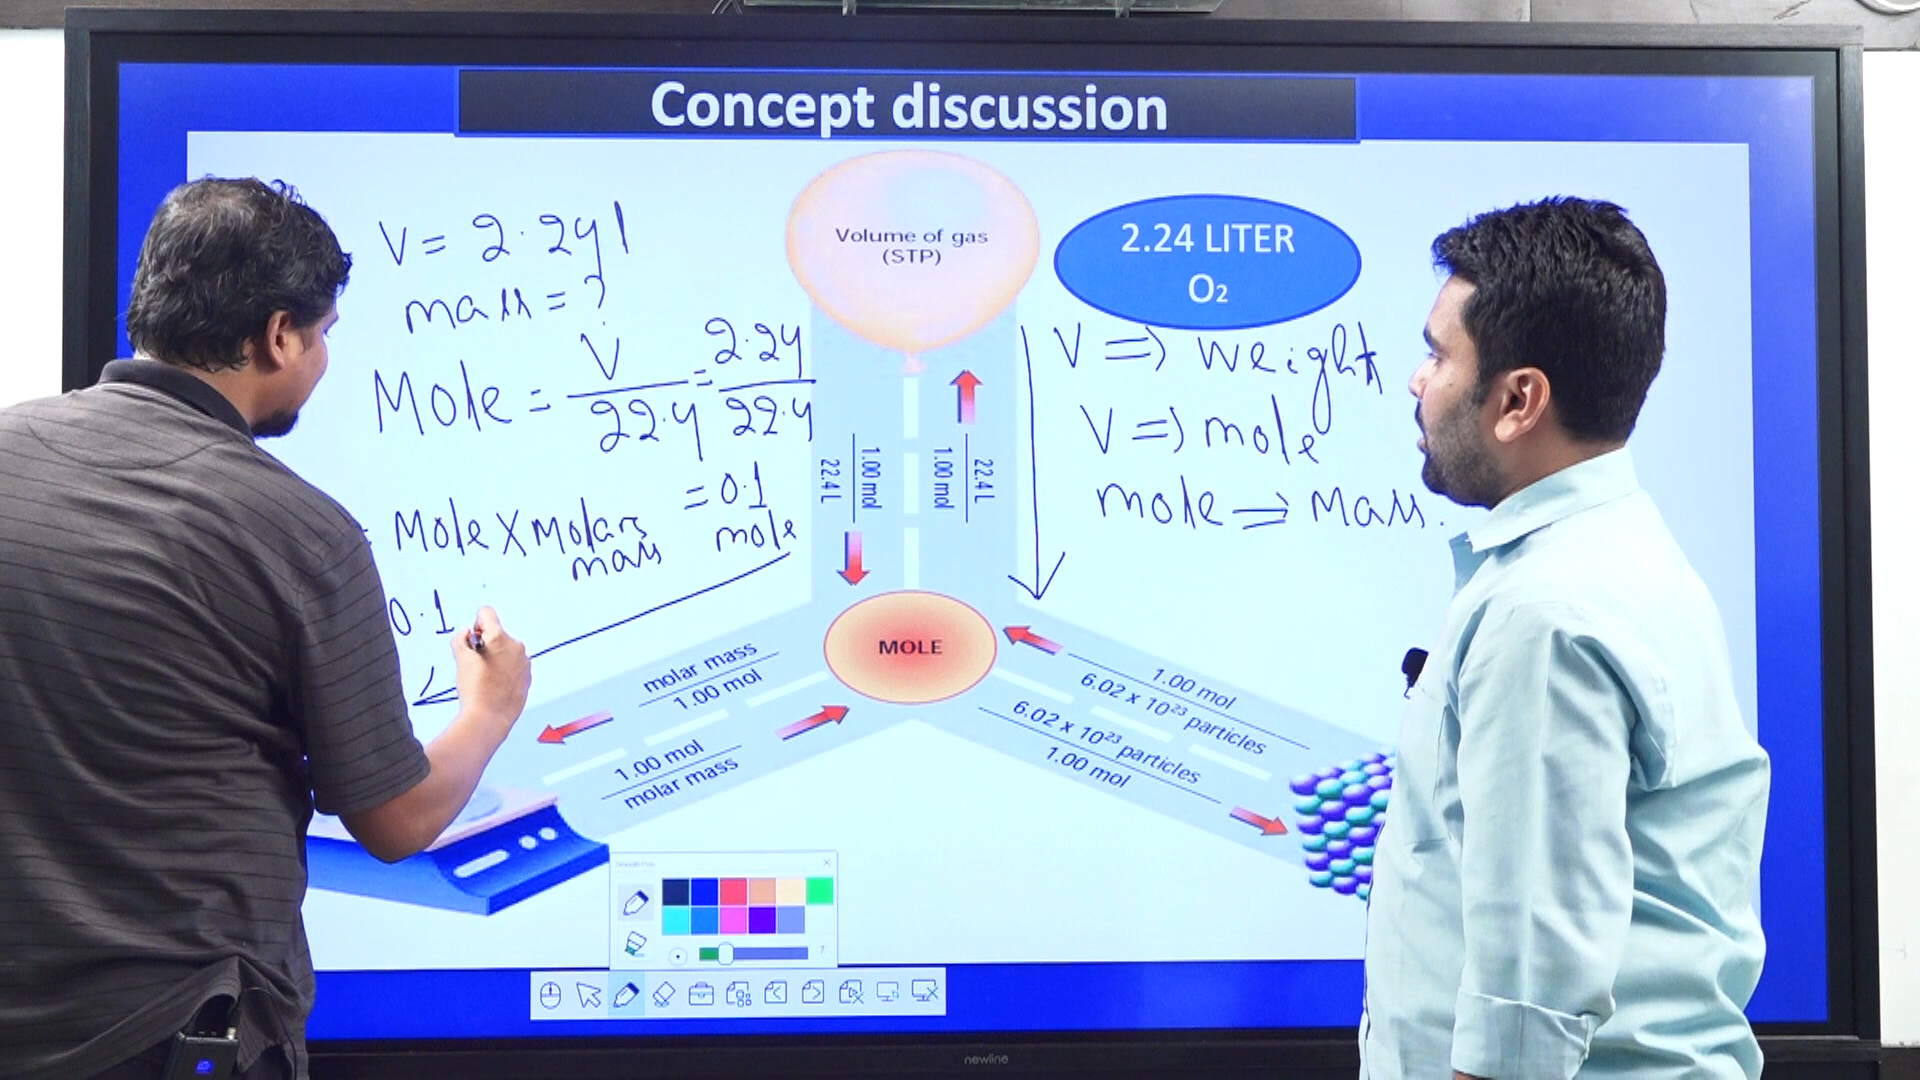 Concept discussion
V = 2.24 l
mass = ?
Mole = V / 22.4 = 2.24 / 22.4
= 0.1 mole
= Mole X Molar mass
0.1
Volume of gas
(STP)
2.24 LITER
O2
V => weight
V => mole
mole => Mass.
1.00 mol
22.4 L
22.4 L
1.00 mol
MOLE
molar mass
1.00 mol
1.00 mol
molar mass
1.00 mol
6.02 x 10²³ particles
6.02 x 10²³ particles
1.00 mol
7
newline